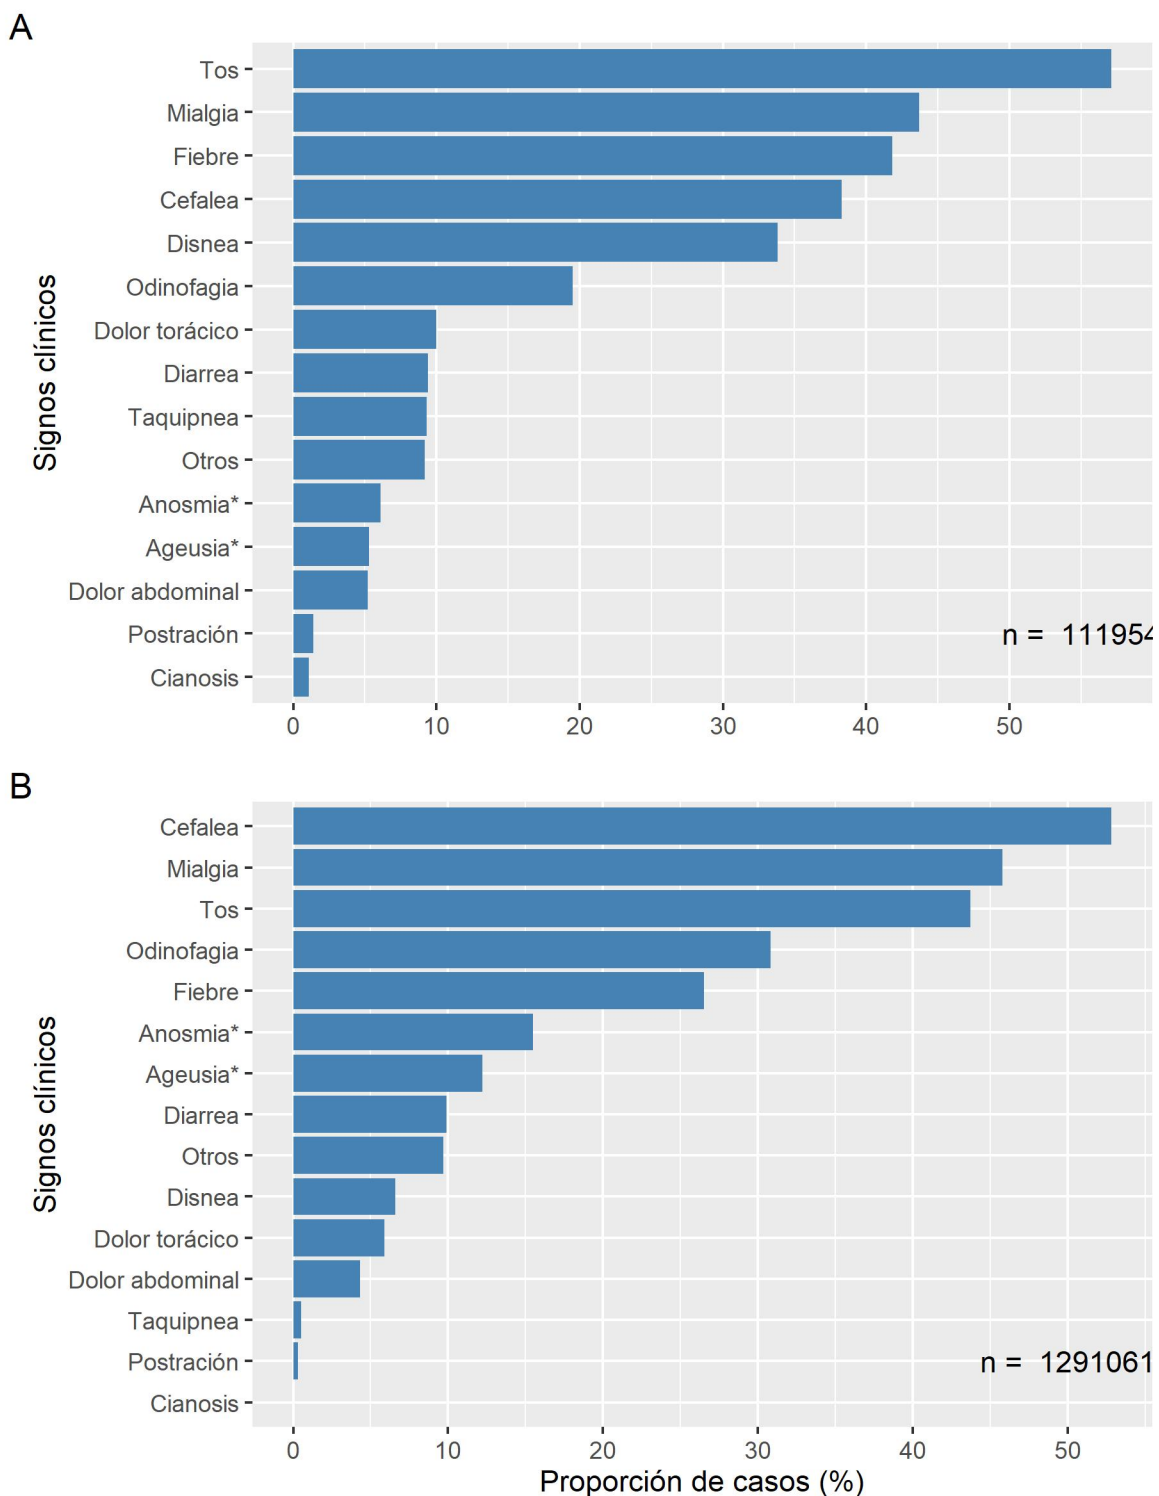 A
Tos
Mialgia
Fiebre
Cefalea
Disnea
Odinofagia
Dolor torácico
Diarrea
Taquipnea
Otros
Anosmia*
Ageusia*
Dolor abdominal
Postración
Cianosis
Signos clínicos
n = 111954
0 10 20 30 40 50
B
Cefalea
Mialgia
Tos
Odinofagia
Fiebre
Anosmia*
Ageusia*
Diarrea
Otros
Disnea
Dolor torácico
Dolor abdominal
Taquipnea
Postración
Cianosis
Signos clínicos
n = 1291061
0 10 20 30 40 50
Proporción de casos (%)